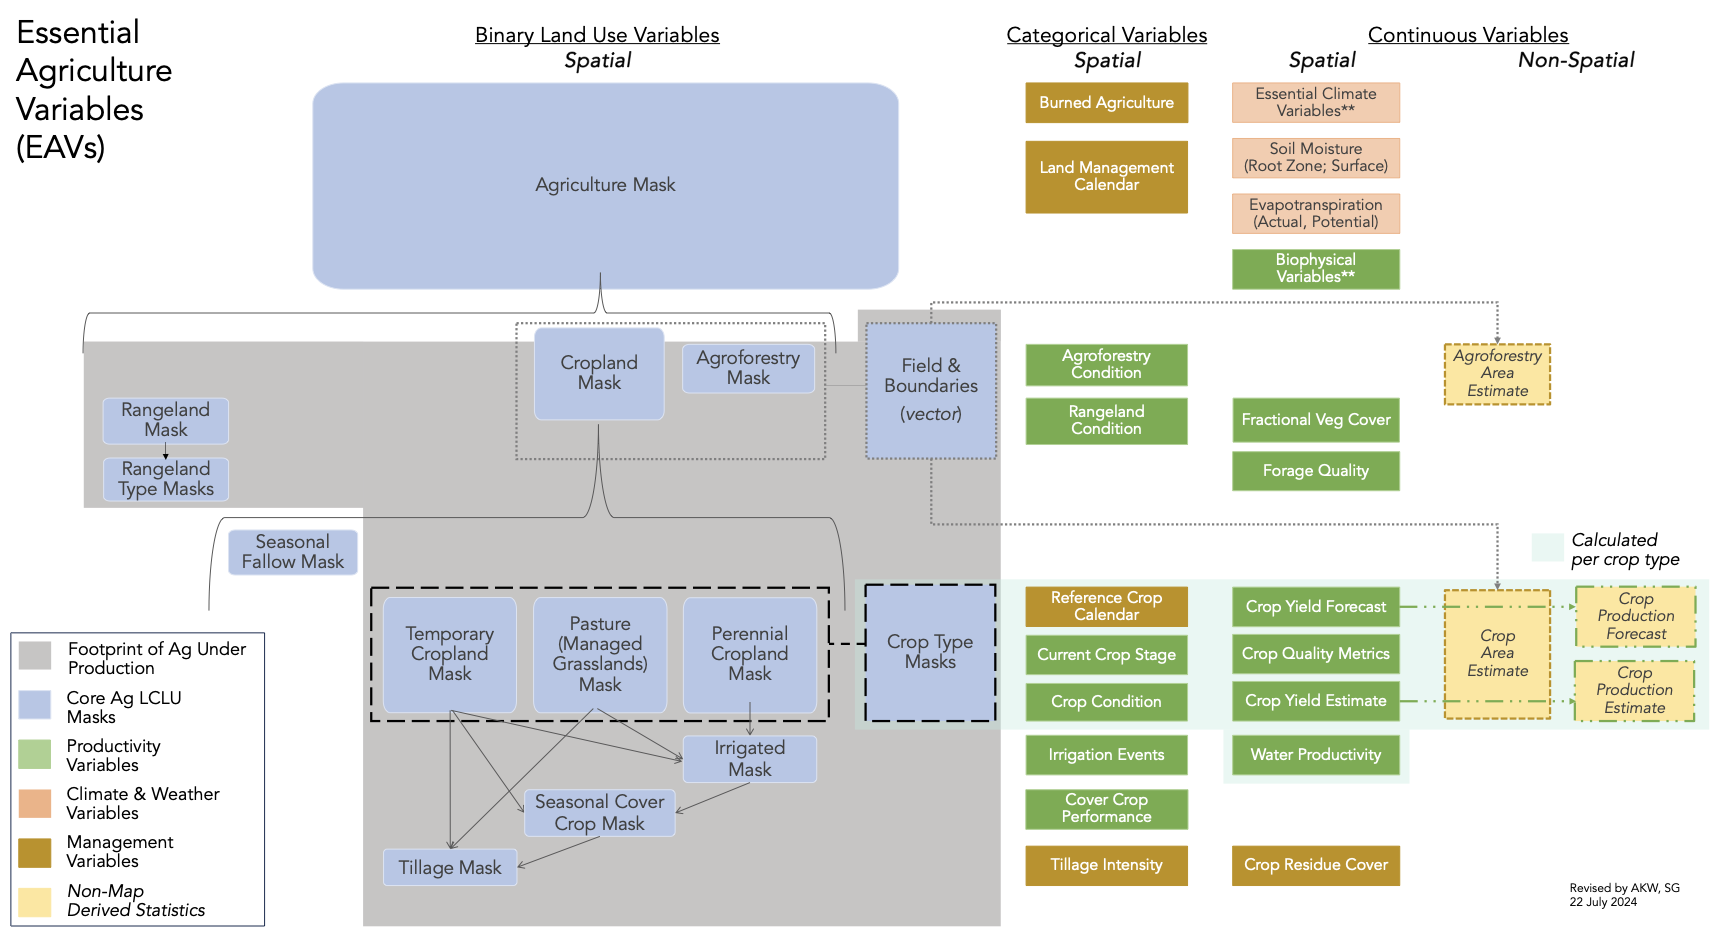 Essential
Agriculture
Variables
(EAVs)
Binary Land Use Variables
Spatial
Categorical Variables
Spatial
Continuous Variables
Spatial
Non-Spatial
Agriculture Mask
Burned Agriculture
Land Management
Calendar
Essential Climate
Variables**
Soil Moisture
(Root Zone; Surface)
Evapotranspiration
(Actual, Potential)
Biophysical
Variables**
Cropland
Mask
Agroforestry
Mask
Field &
Boundaries
(vector)
Rangeland
Mask
Rangeland
Type Masks
Agroforestry
Condition
Rangeland
Condition
Fractional Veg Cover
Forage Quality
Agroforestry
Area
Estimate
Seasonal
Fallow Mask
Calculated
per crop type
Temporary
Cropland
Mask
Pasture
(Managed
Grasslands)
Mask
Perennial
Cropland
Mask
Crop Type
Masks
Reference Crop
Calendar
Current Crop Stage
Crop Condition
Crop Yield Forecast
Crop Quality Metrics
Crop Yield Estimate
Crop
Area
Estimate
Crop
Production
Forecast
Crop
Production
Estimate
Irrigated
Mask
Seasonal Cover
Crop Mask
Tillage Mask
Irrigation Events
Cover Crop
Performance
Tillage Intensity
Water Productivity
Crop Residue Cover
Footprint of Ag Under
Production
Core Ag LCLU
Masks
Productivity
Variables
Climate & Weather
Variables
Management
Variables
Non-Map
Derived Statistics
Revised by AKW, SG
22 July 2024